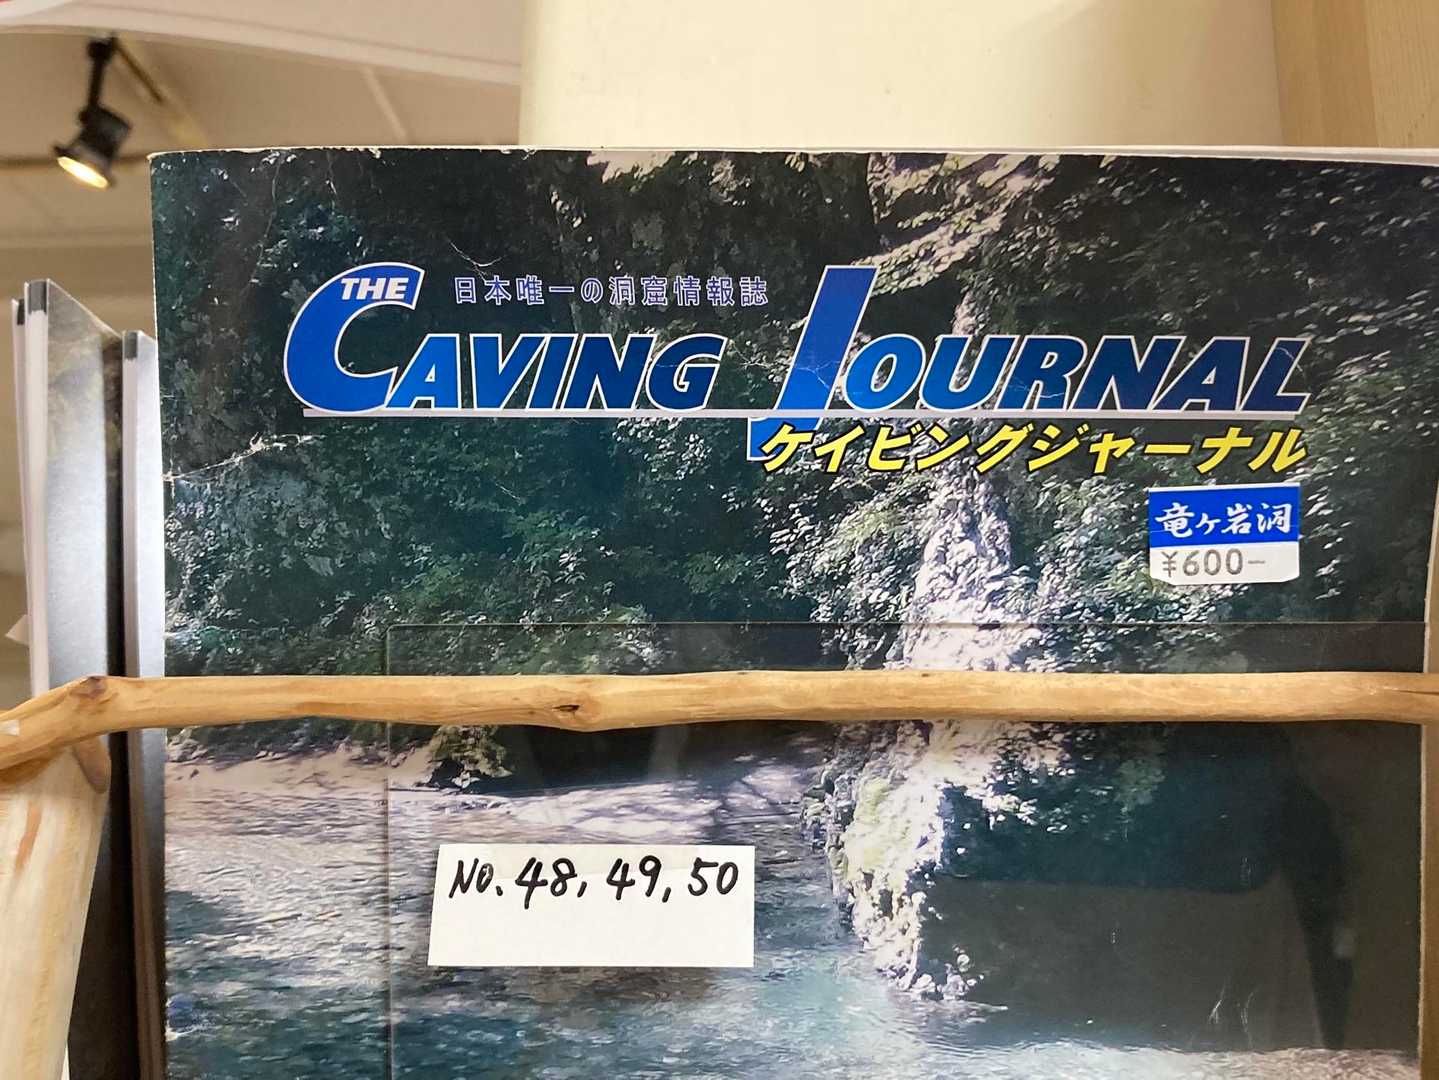 日本唯一の洞窟情報誌
THE CAVING JOURNAL
ケイビングジャーナル
竜ヶ岩洞
¥600-
NO. 48, 49, 50